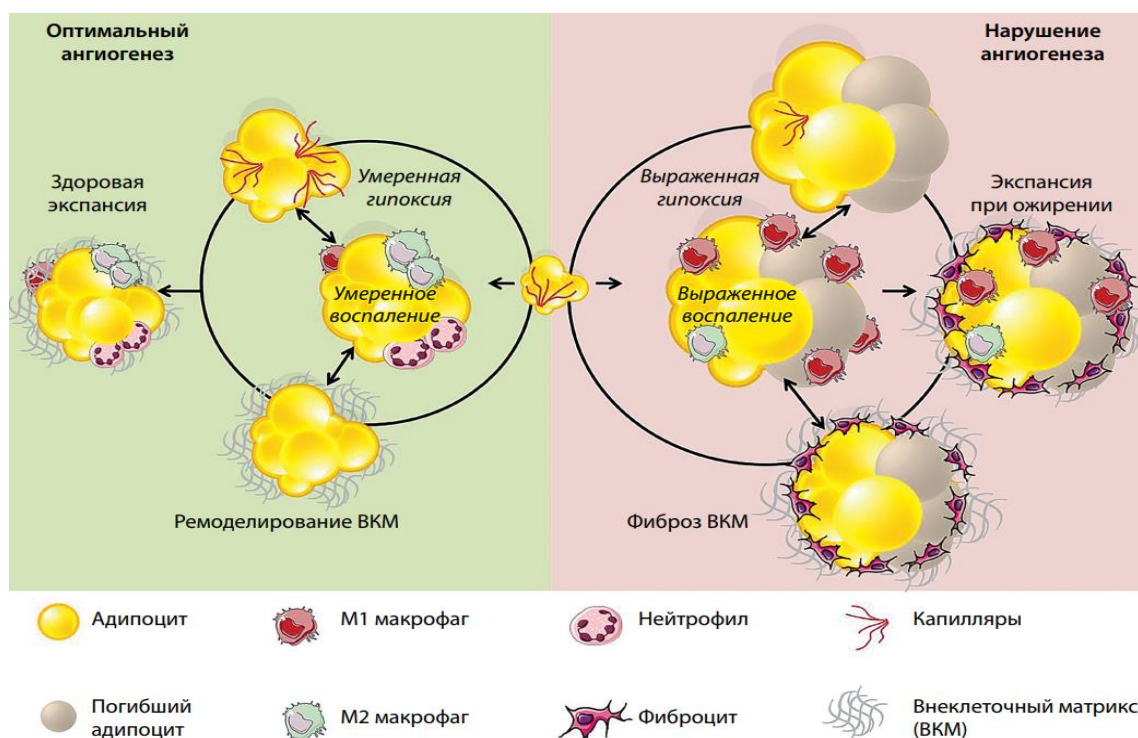 Оптимальный
ангиогенез
Нарушение
ангиогенеза
Здоровая
экспансия
Умеренная
гипоксия
Умеренное
воспаление
Ремоделирование ВКМ
Выраженная
гипоксия
Выраженное
воспаление
Экспансия
при ожирении
Фиброз ВКМ
Адипоцит
М1 макрофаг
Нейтрофил
Капилляры
Погибший
адипоцит
М2 макрофаг
Фиброцит
Внеклеточный матрикс
(ВКМ)